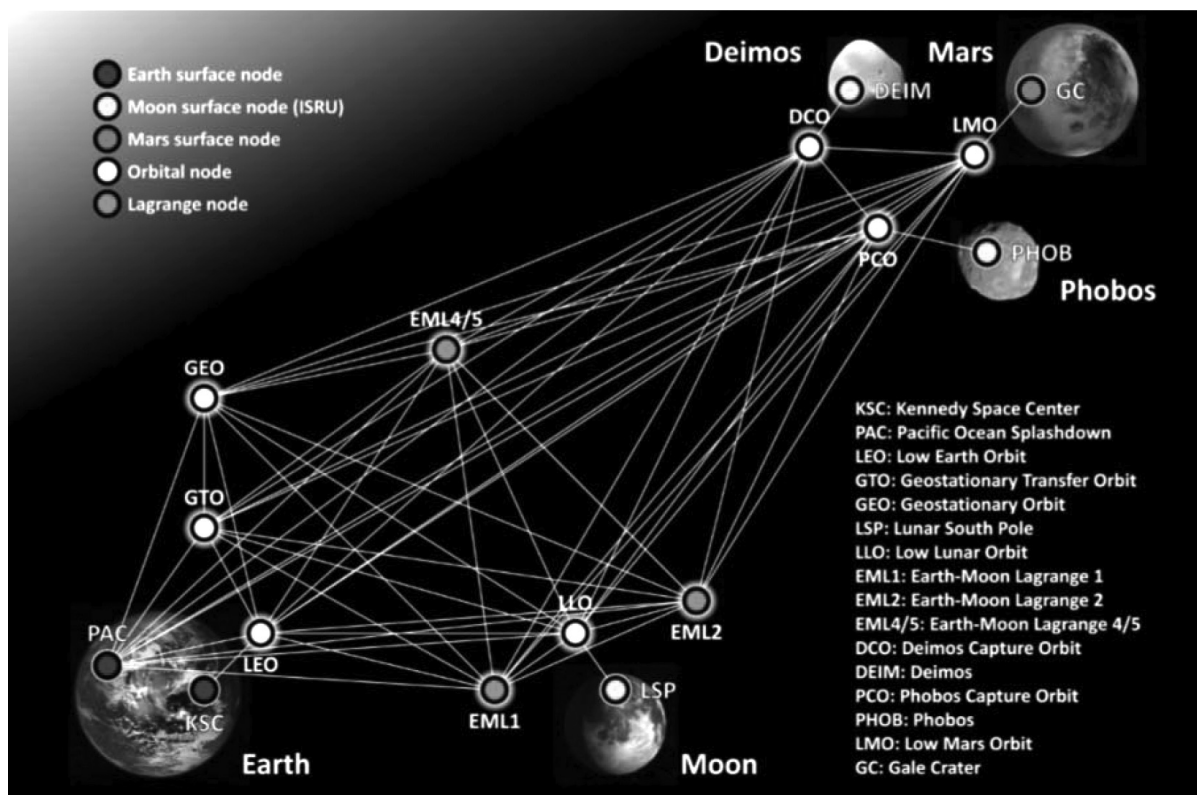 Deimos
Mars
Earth surface node
Moon surface node (ISRU)
Mars surface node
Orbital node
Lagrange node
DEIM
GC
DCO
LMO
PCO
PHOB
Phobos
EML4/5
GEO
GTO
LLO
EML2
PAC
LEO
KSC
EML1
LSP
Earth
Moon
KSC: Kennedy Space Center
PAC: Pacific Ocean Splashdown
LEO: Low Earth Orbit
GTO: Geostationary Transfer Orbit
GEO: Geostationary Orbit
LSP: Lunar South Pole
LLO: Low Lunar Orbit
EML1: Earth-Moon Lagrange 1
EML2: Earth-Moon Lagrange 2
EML4/5: Earth-Moon Lagrange 4/5
DCO: Deimos Capture Orbit
DEIM: Deimos
PCO: Phobos Capture Orbit
PHOB: Phobos
LMO: Low Mars Orbit
GC: Gale Crater